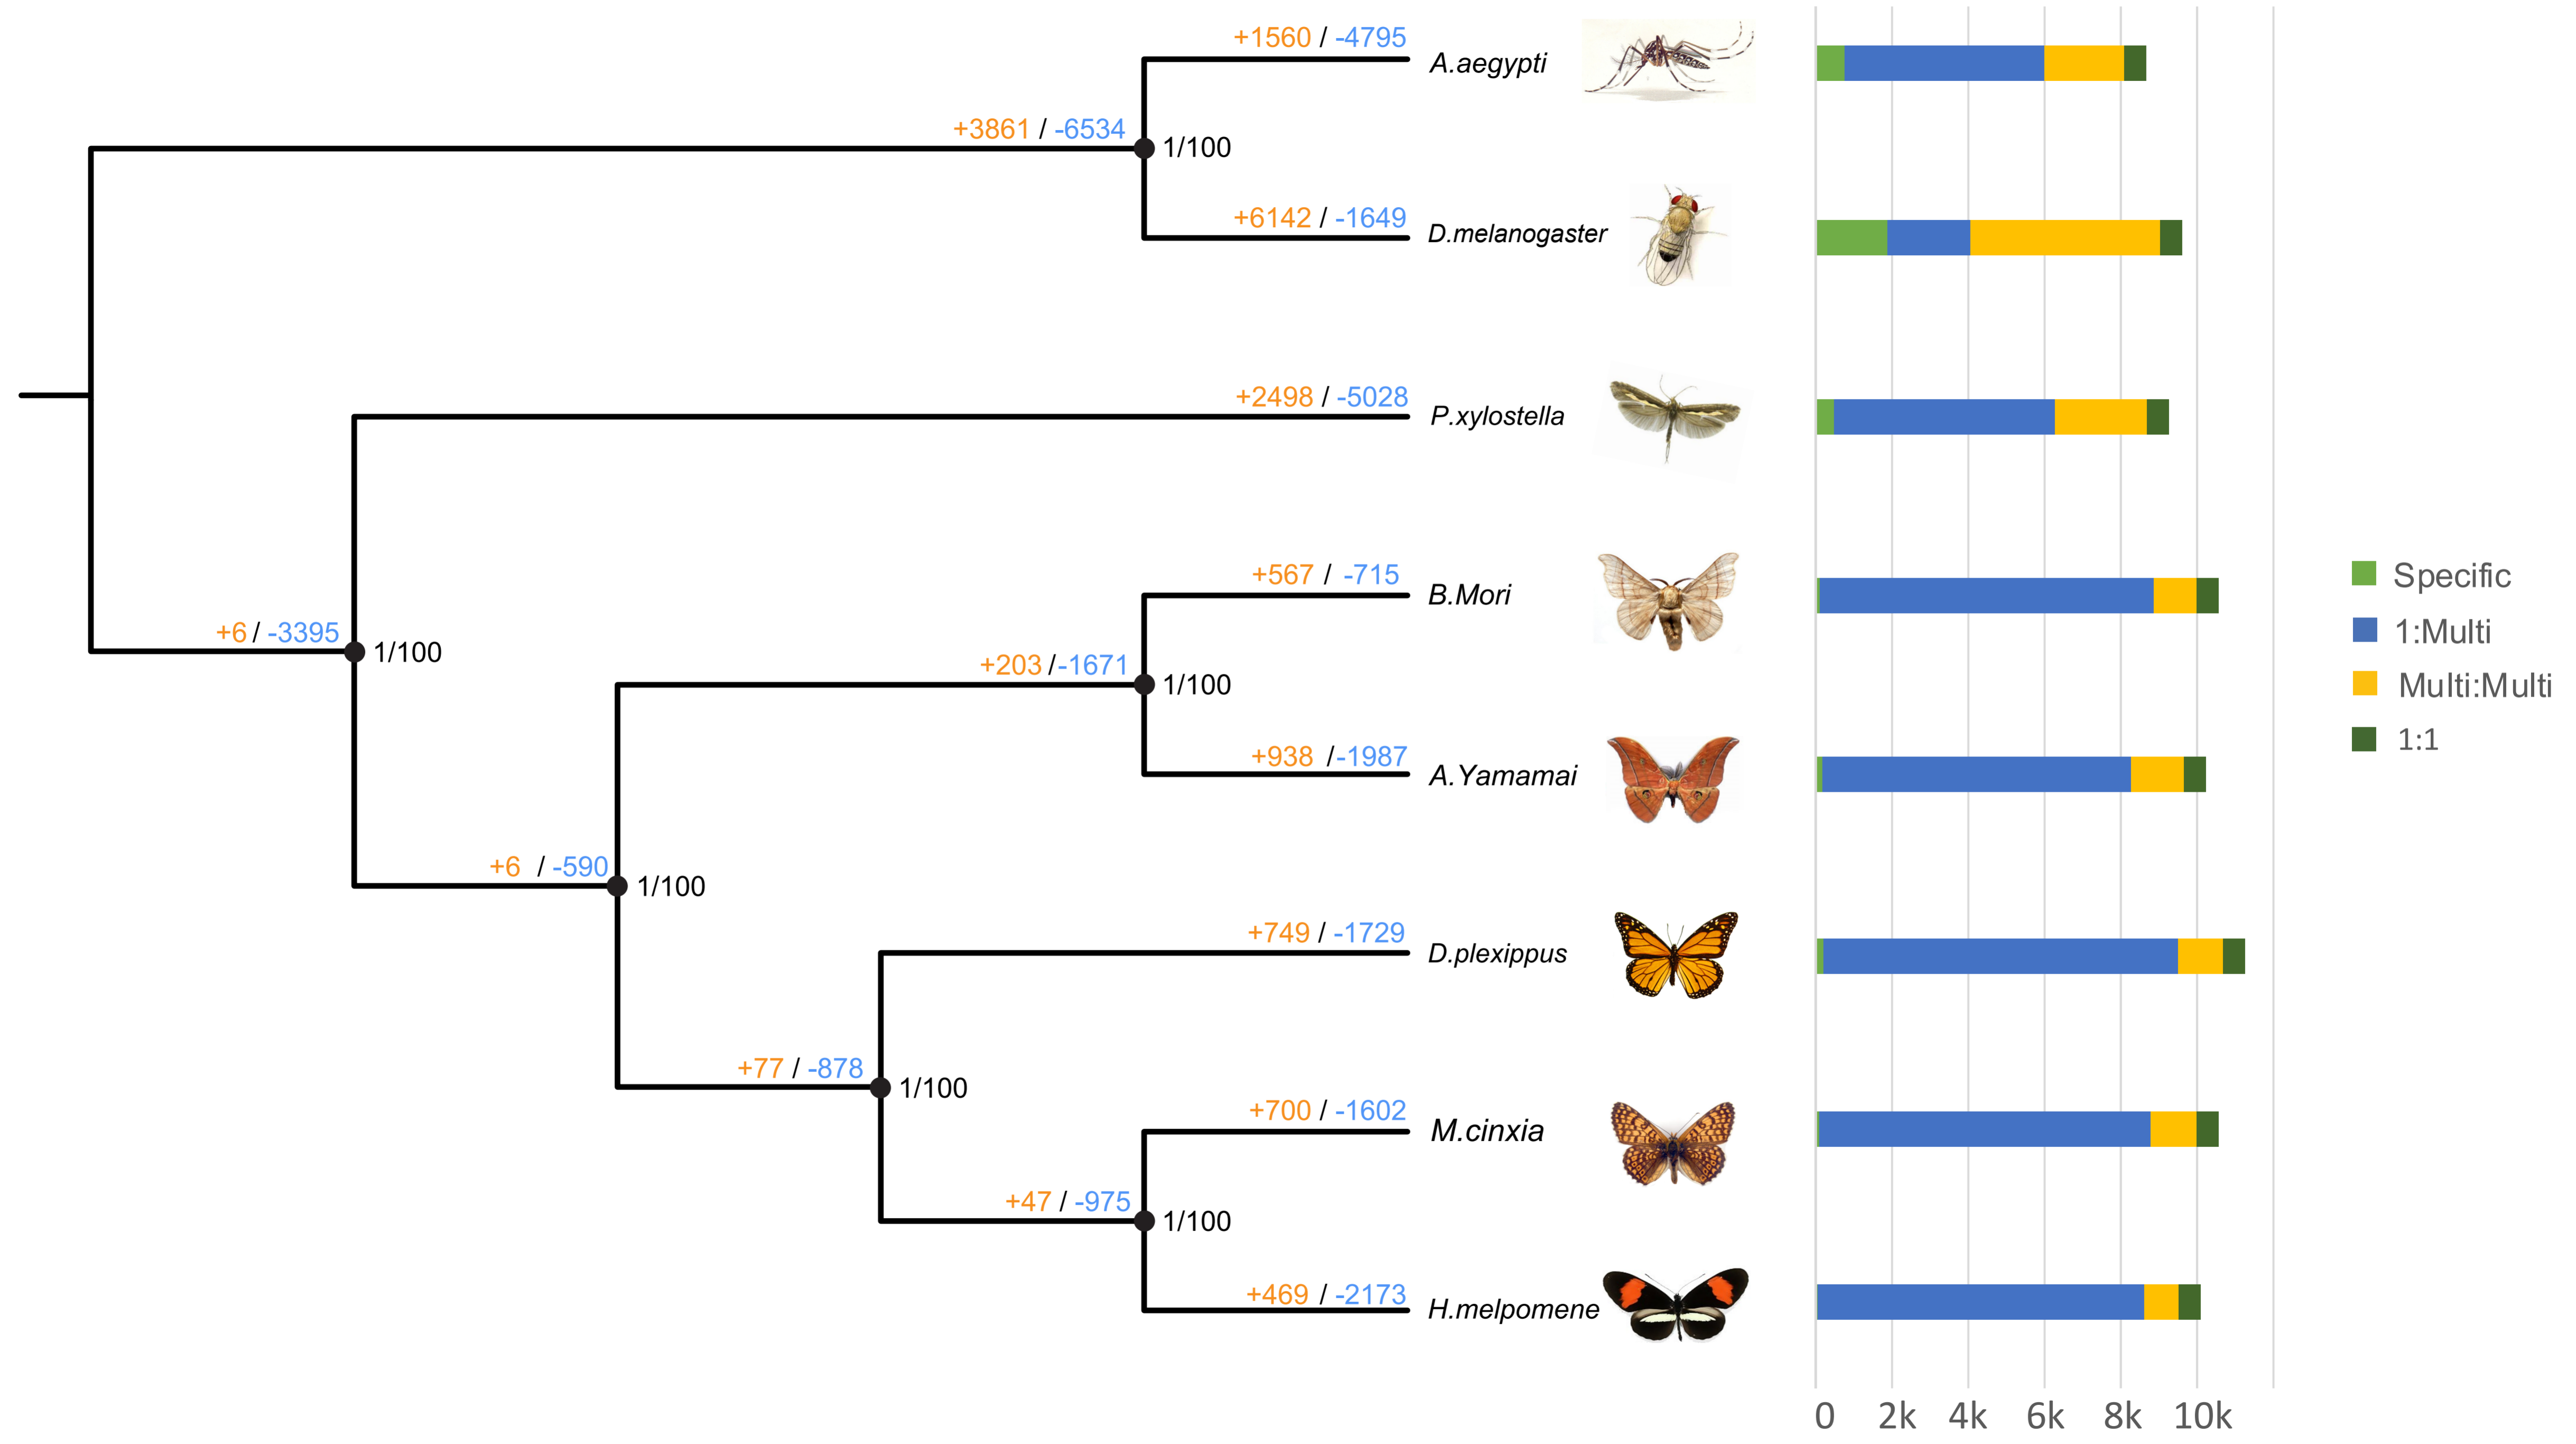 +1560 / -4795
A.aegypti
+3861 / -6534
1/100
+6142 / -1649
D.melanogaster
+2498 / -5028
P.xylostella
+567 / -715
B.Mori
+6 / -3395
1/100
+203 /-1671
1/100
+938 /-1987
A.Yamamai
+6 / -590
1/100
+749 / -1729
D.plexippus
+77 / -878
1/100
+700 / -1602
M.cinxia
+47 / -975
1/100
+469 / -2173
H.melpomene
Specific
1:Multi
Multi:Multi
1:1
0 2k 4k 6k 8k 10k